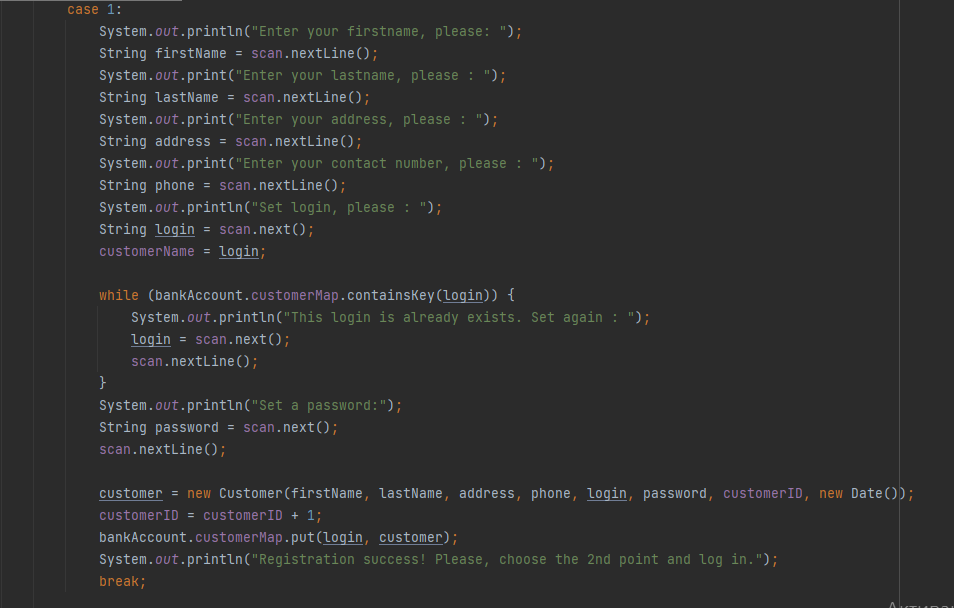 case 1:
System.out.println("Enter your firstname, please: ");
String firstName = scan.nextLine();
System.out.print("Enter your lastname, please : ");
String lastName = scan.nextLine();
System.out.print("Enter your address, please : ");
String address = scan.nextLine();
System.out.print("Enter your contact number, please : ");
String phone = scan.nextLine();
System.out.println("Set login, please : ");
String login = scan.next();
customerName = login;
while (bankAccount.customerMap.containsKey(login)) {
System.out.println("This login is already exists. Set again : ");
login = scan.next();
scan.nextLine();
}
System.out.println("Set a password:");
String password = scan.next();
scan.nextLine();
customer = new Customer(firstName, lastName, address, phone, login, password, customerID, new Date());
customerID = customerID + 1;
bankAccount.customerMap.put(login, customer);
System.out.println("Registration success! Please, choose the 2nd point and log in.");
break;